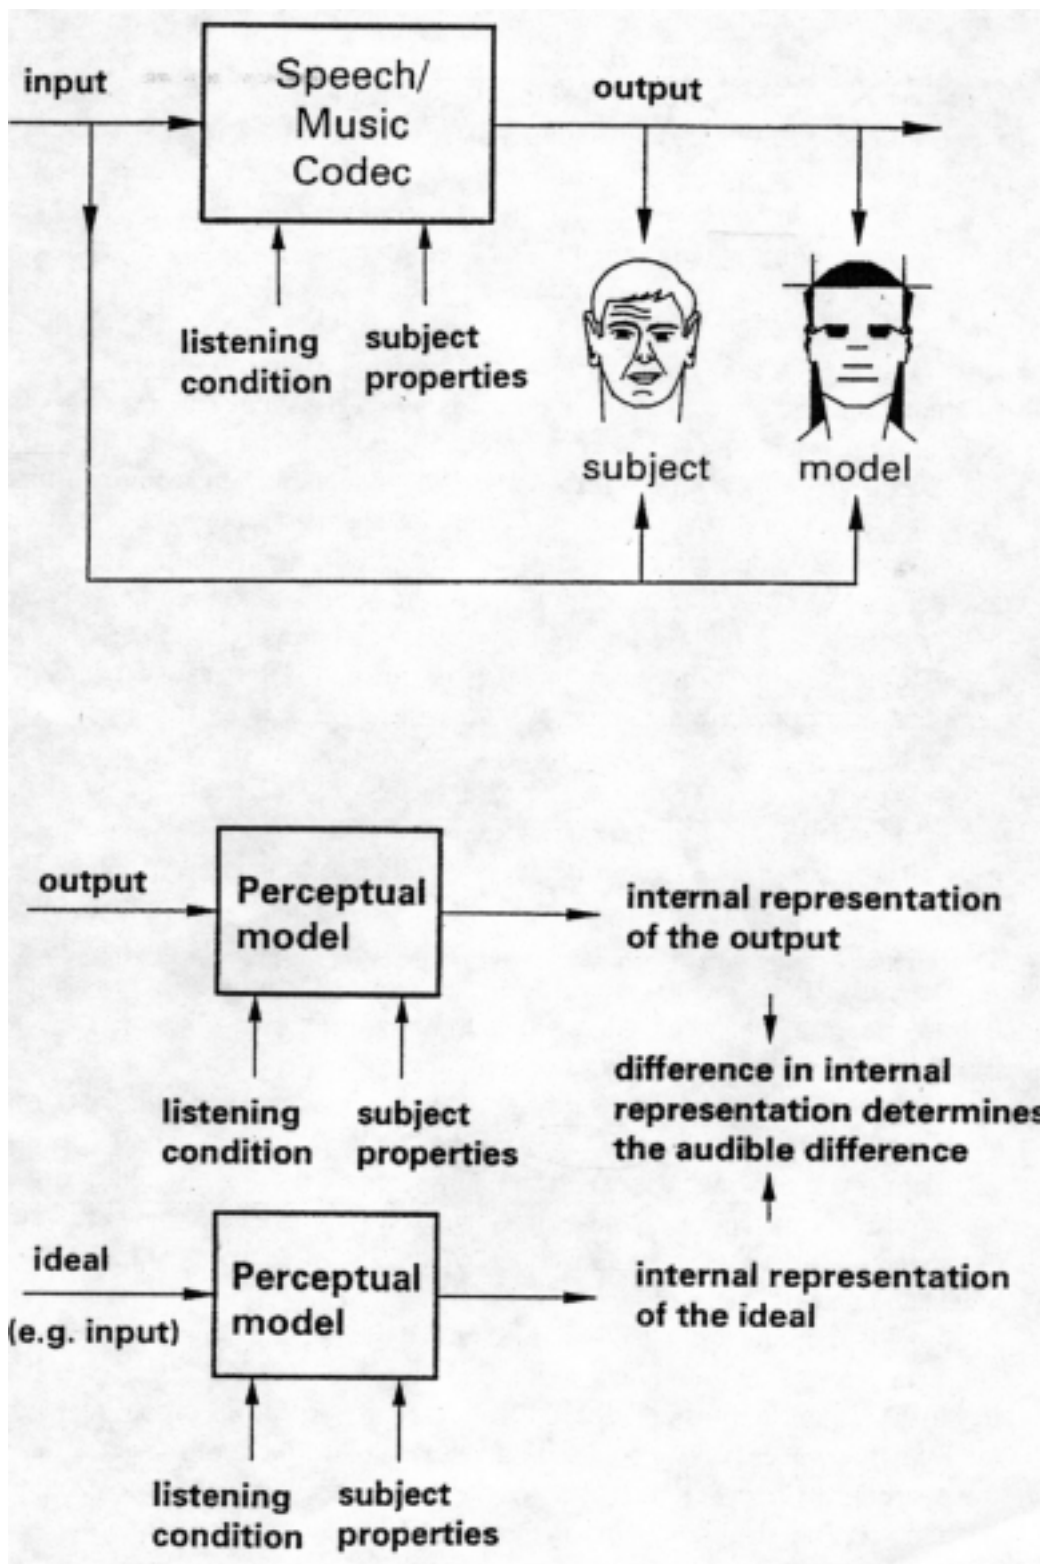 input
Speech/
Music
Codec
output
listening
condition
subject
properties
subject
model
output
Perceptual
model
internal representation
of the output
listening
condition
subject
properties
difference in internal
representation determines
the audible difference
ideal
(e.g. input)
Perceptual
model
internal representation
of the ideal
listening
condition
subject
properties